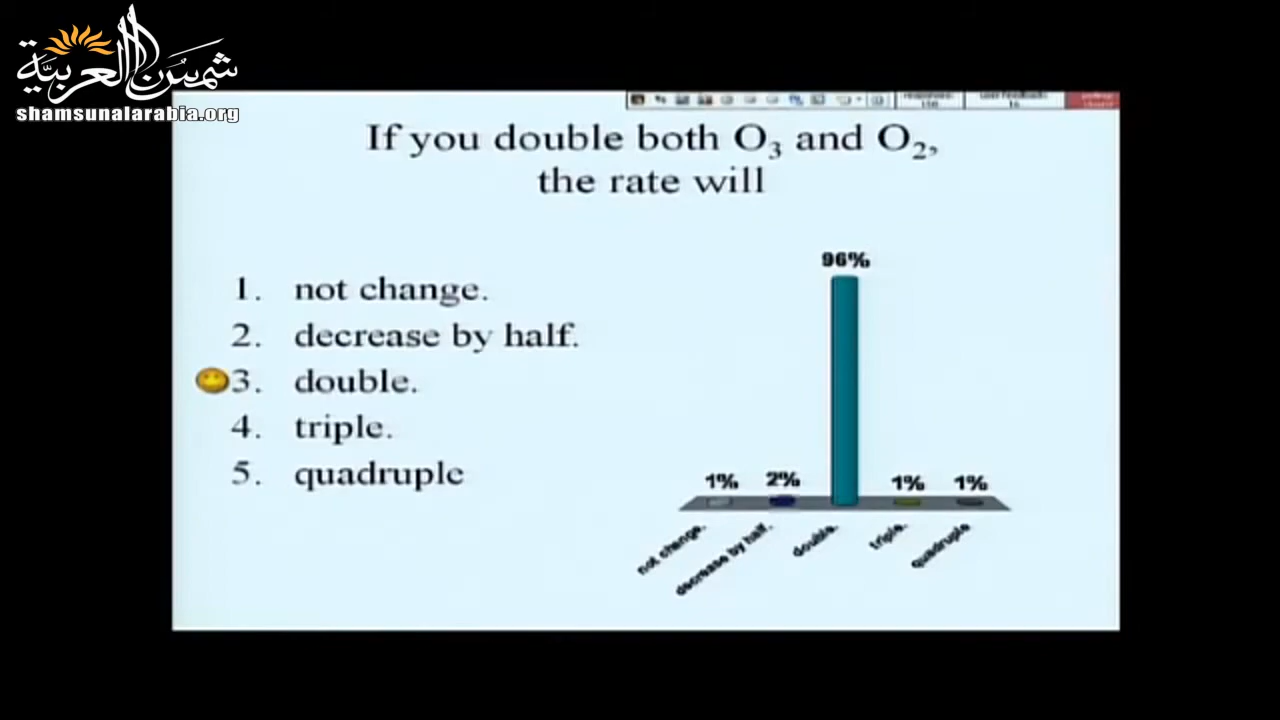 شمس العربية
shamsunalarabia.org
If you double both O₃ and O₂,
the rate will
1. not change.
2. decrease by half.
3. double.
4. triple.
5. quadruple
96%
1%
2%
1%
1%
not change.
decrease by half.
double.
triple.
quadruple